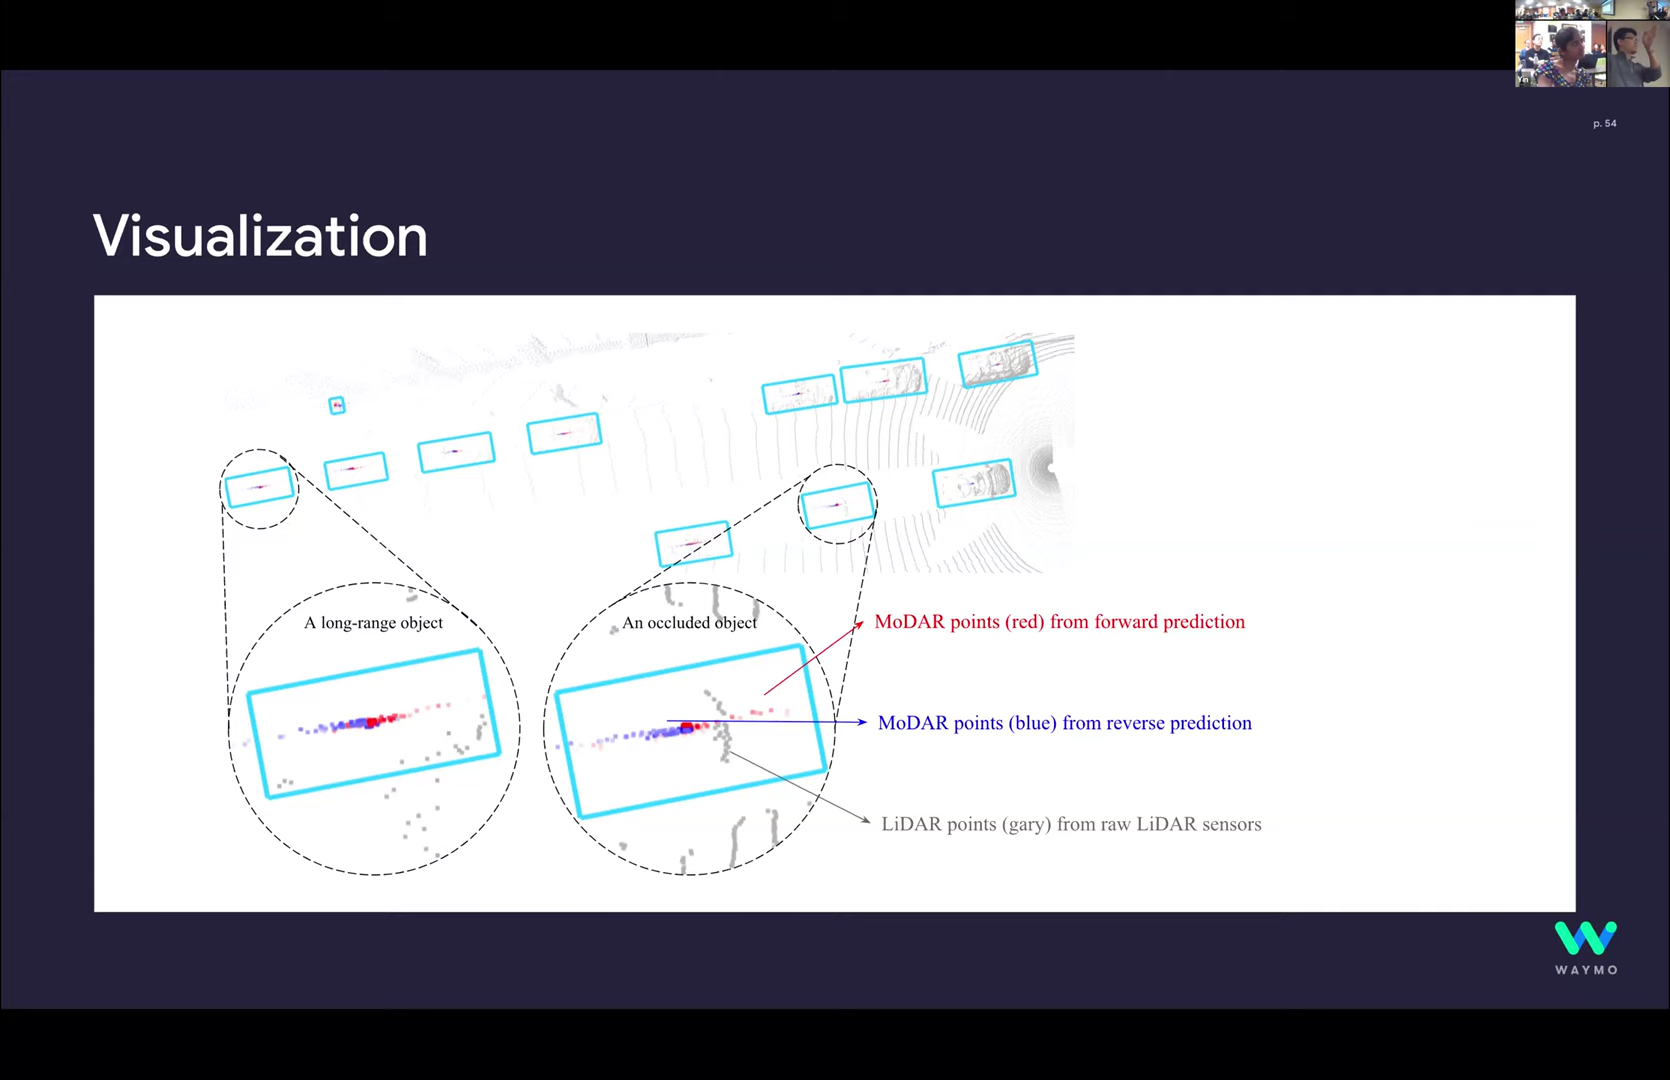 Yin
p. 54
Visualization
A long-range object
An occluded object
MoDAR points (red) from forward prediction
MoDAR points (blue) from reverse prediction
LiDAR points (gary) from raw LiDAR sensors
WAYMO